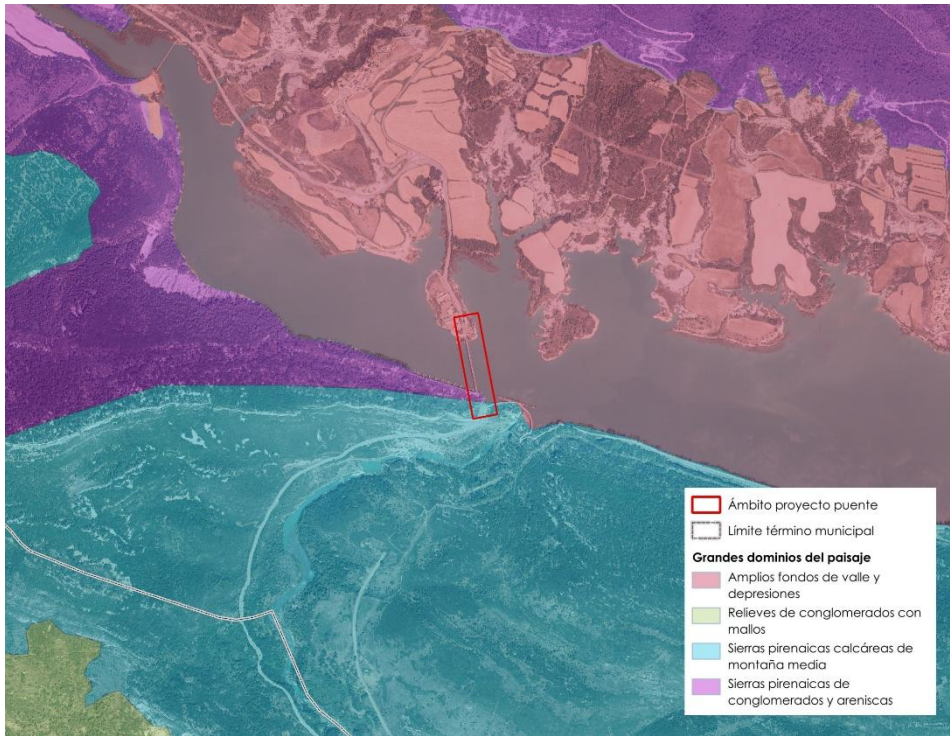 Ámbito proyecto puente
Límite término municipal
Grandes dominios del paisaje
Amplios fondos de valle y
depresiones
Relieves de conglomerados con
mallos
Sierras pirenaicas calcáreas de
montaña media
Sierras pirenaicas de
conglomerados y areniscas